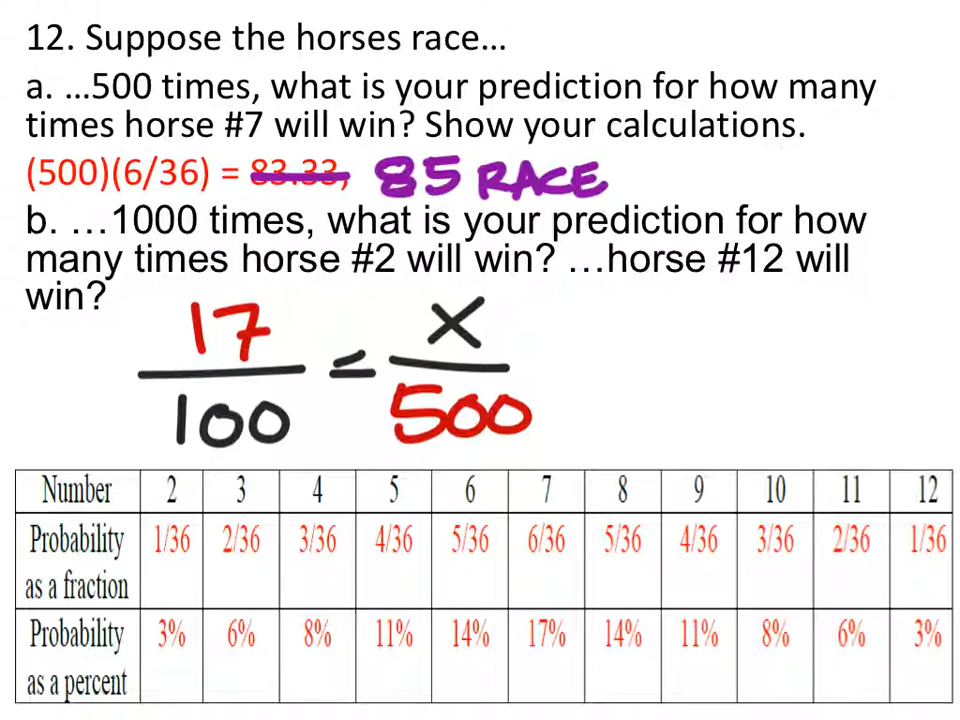 12. Suppose the horses race…
a. …500 times, what is your prediction for how many
times horse #7 will win? Show your calculations.
(500)(6/36) = 83.33, 85 RACE
b. …1000 times, what is your prediction for how
many times horse #2 will win? …horse #12 will
win?
17/100 = X/500
Number 2 3 4 5 6 7 8 9 10 11 12
Probability as a fraction 1/36 2/36 3/36 4/36 5/36 6/36 5/36 4/36 3/36 2/36 1/36
Probability as a percent 3% 6% 8% 11% 14% 17% 14% 11% 8% 6% 3%